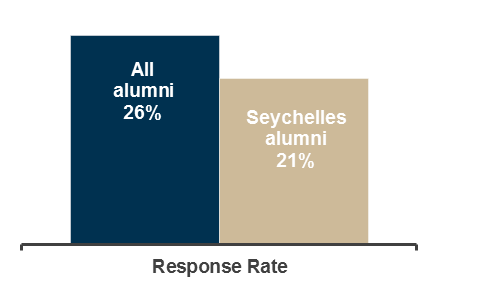 All
alumni
26%
Seychelles
alumni
21%
Response Rate